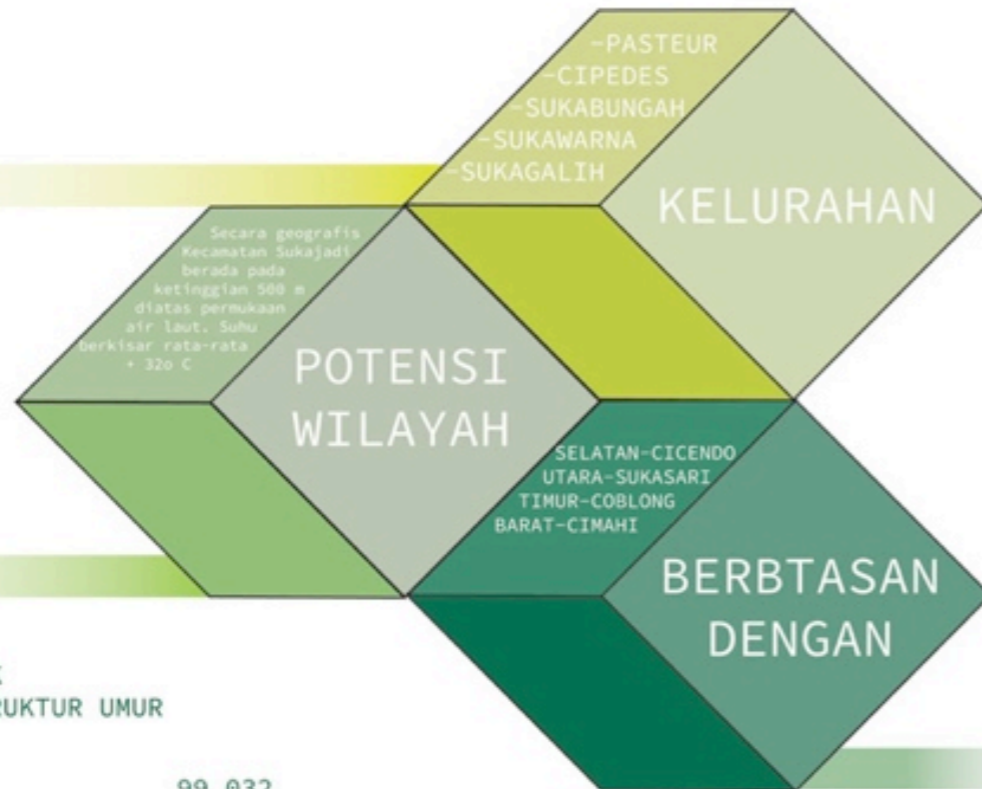 -PASTEUR
-CIPEDES
-SUKABUNGAH
-SUKAWARNA
-SUKAGALIH
KELURAHAN
Secara geografis
Kecamatan Sukajadi
berada pada
ketinggian 500 m
diatas permukaan
air laut. Suhu
berkisar rata-rata
+ 32o C
POTENSI
WILAYAH
SELATAN-CICENDO
UTARA-SUKASARI
TIMUR-COBLONG
BARAT-CIMAHI
BERBTASAN
DENGAN
RUKTUR UMUR
99.032